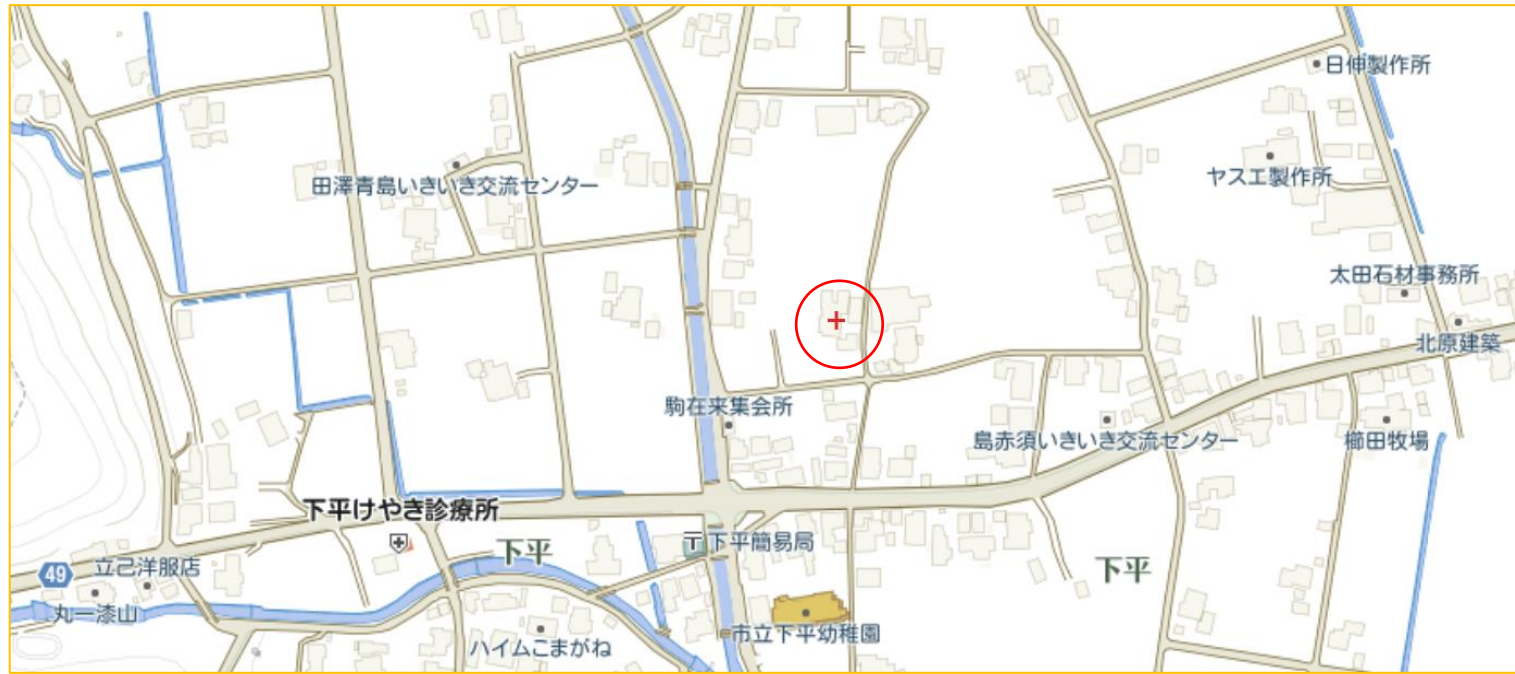 日伸製作所
田澤青島いきいき交流センター
ヤスエ製作所
太田石材事務所
北原建築
駒在来集会所
島赤須いきいき交流センター
櫛田牧場
下平けやき診療所
下平
〒下平簡易局
下平
49
立己洋服店
丸一漆山
市立下平幼稚園
ハイムこまがね